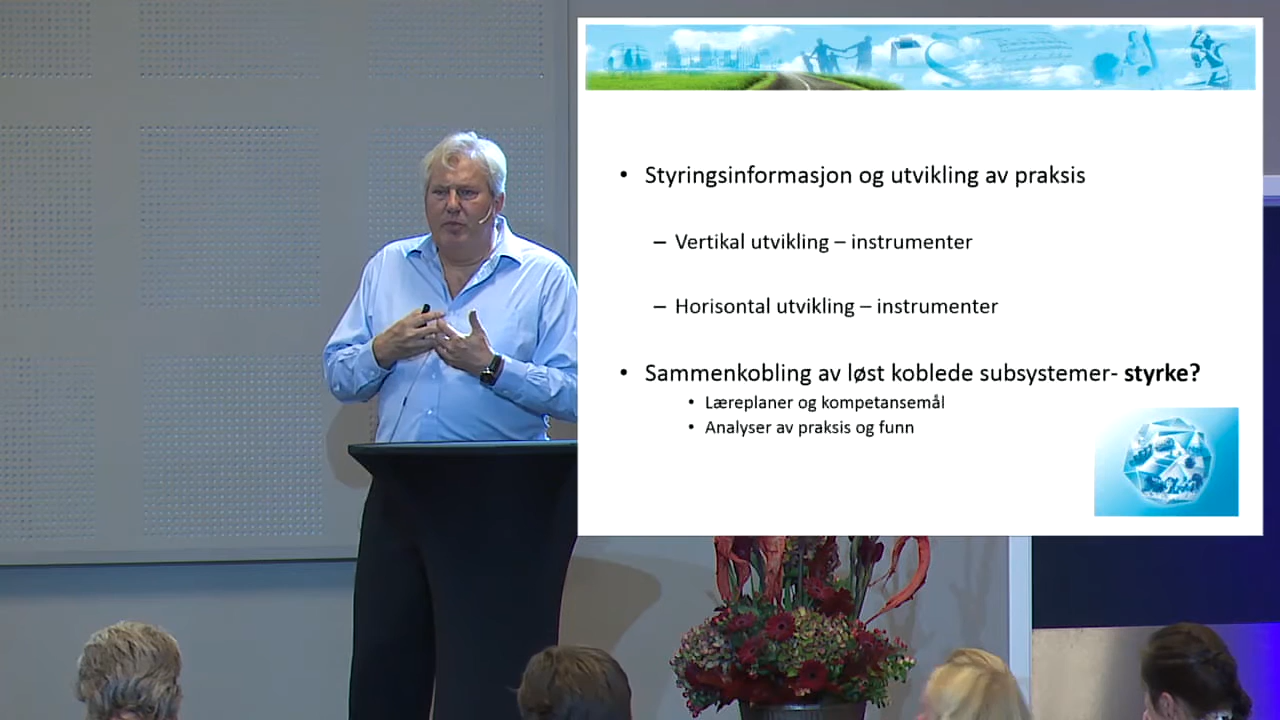 • Styringsinformasjon og utvikling av praksis
– Vertikal utvikling – instrumenter
– Horisontal utvikling – instrumenter
• Sammenkobling av løst koblede subsystemer- styrke?
• Læreplaner og kompetansemål
• Analyser av praksis og funn